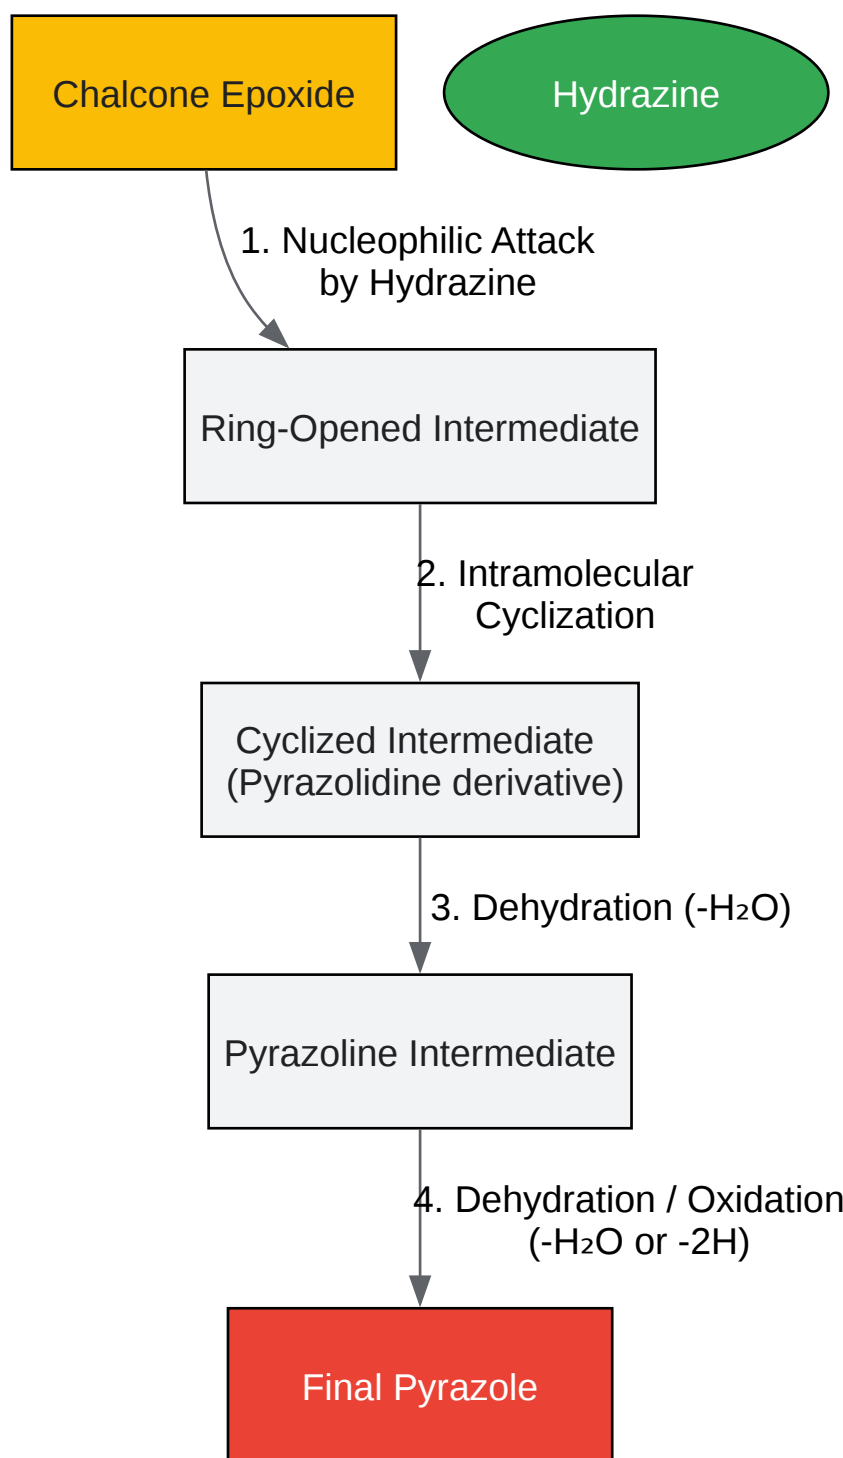 Chalcone Epoxide
Hydrazine
1. Nucleophilic Attack
by Hydrazine
Ring-Opened Intermediate
2. Intramolecular
Cyclization
Cyclized Intermediate
(Pyrazolidine derivative)
3. Dehydration (-H₂O)
Pyrazoline Intermediate
4. Dehydration / Oxidation
(-H₂O or -2H)
Final Pyrazole